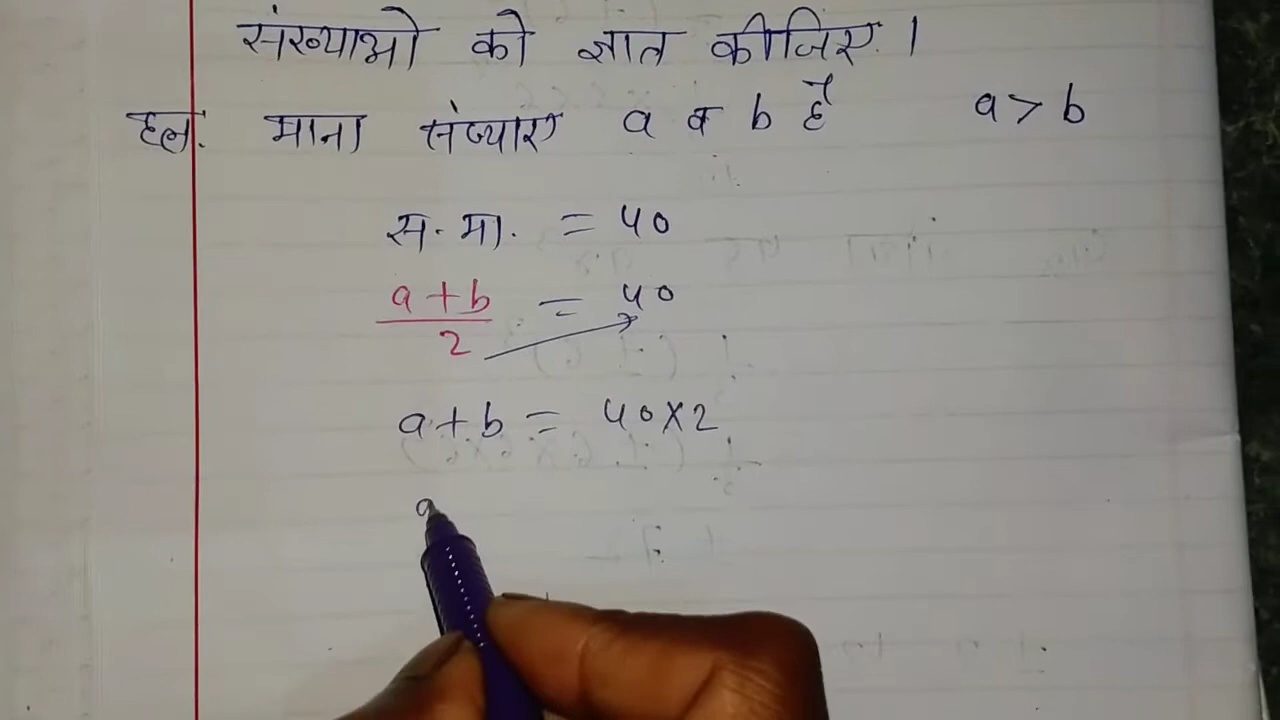 संख्याओ को ज्ञात कीजिए ।
हल. माना संख्याए a व b है a > b
स. मा. = 40
a + b / 2 = 40
a + b = 40 × 2
a